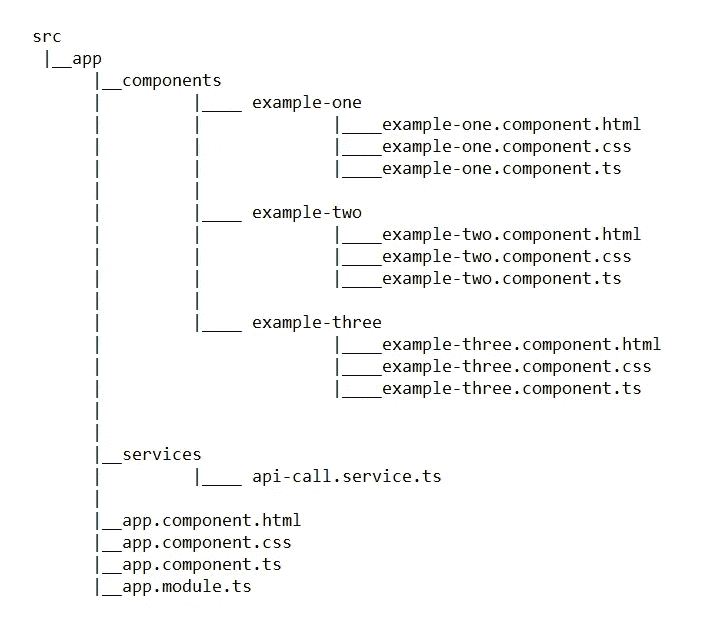 src
|__app
|__components
|____ example-one
|____example-one.component.html
|____example-one.component.css
|____example-one.component.ts
|____ example-two
|____example-two.component.html
|____example-two.component.css
|____example-two.component.ts
|____ example-three
|____example-three.component.html
|____example-three.component.css
|____example-three.component.ts
|__services
|____ api-call.service.ts
|__app.component.html
|__app.component.css
|__app.component.ts
|__app.module.ts